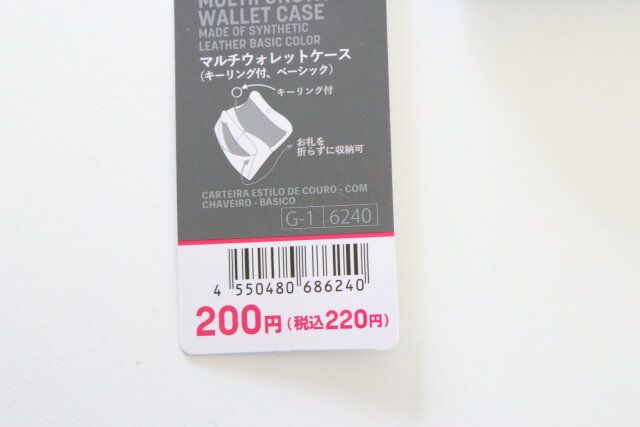 WALLET CASE
MADE OF SYNTHETIC
LEATHER BASIC COLOR
マルチウォレットケース
(キーリング付、ベーシック)
キーリング付
お札を
折らずに収納可
CARTEIRA ESTILO DE COURO - COM
CHAVEIRO - BÁSICO
G-1 6240
4 550480 686240
200円(税込220円)